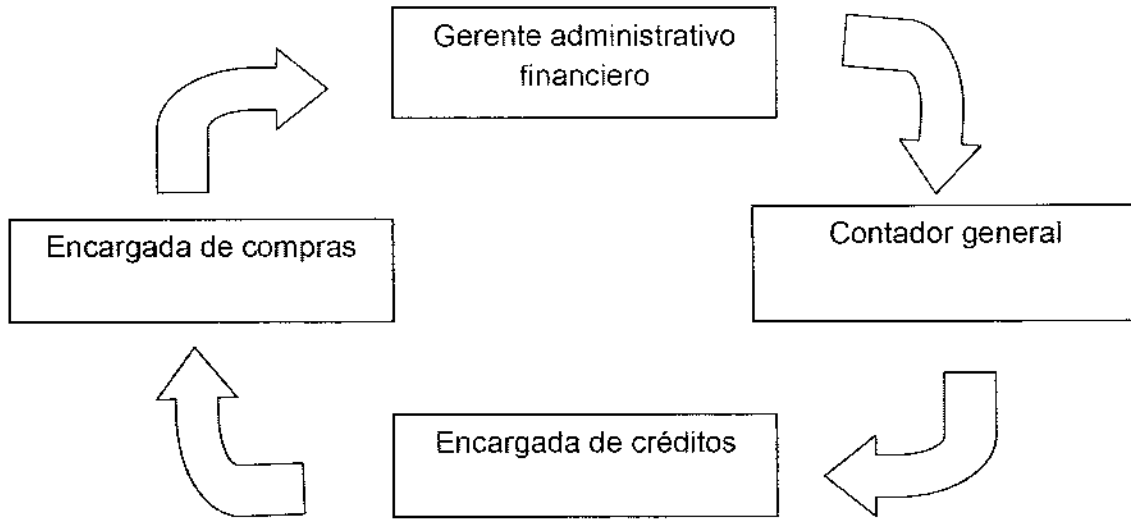 Gerente administrativo
financiero
Encargada de compras
Contador general
Encargada de créditos